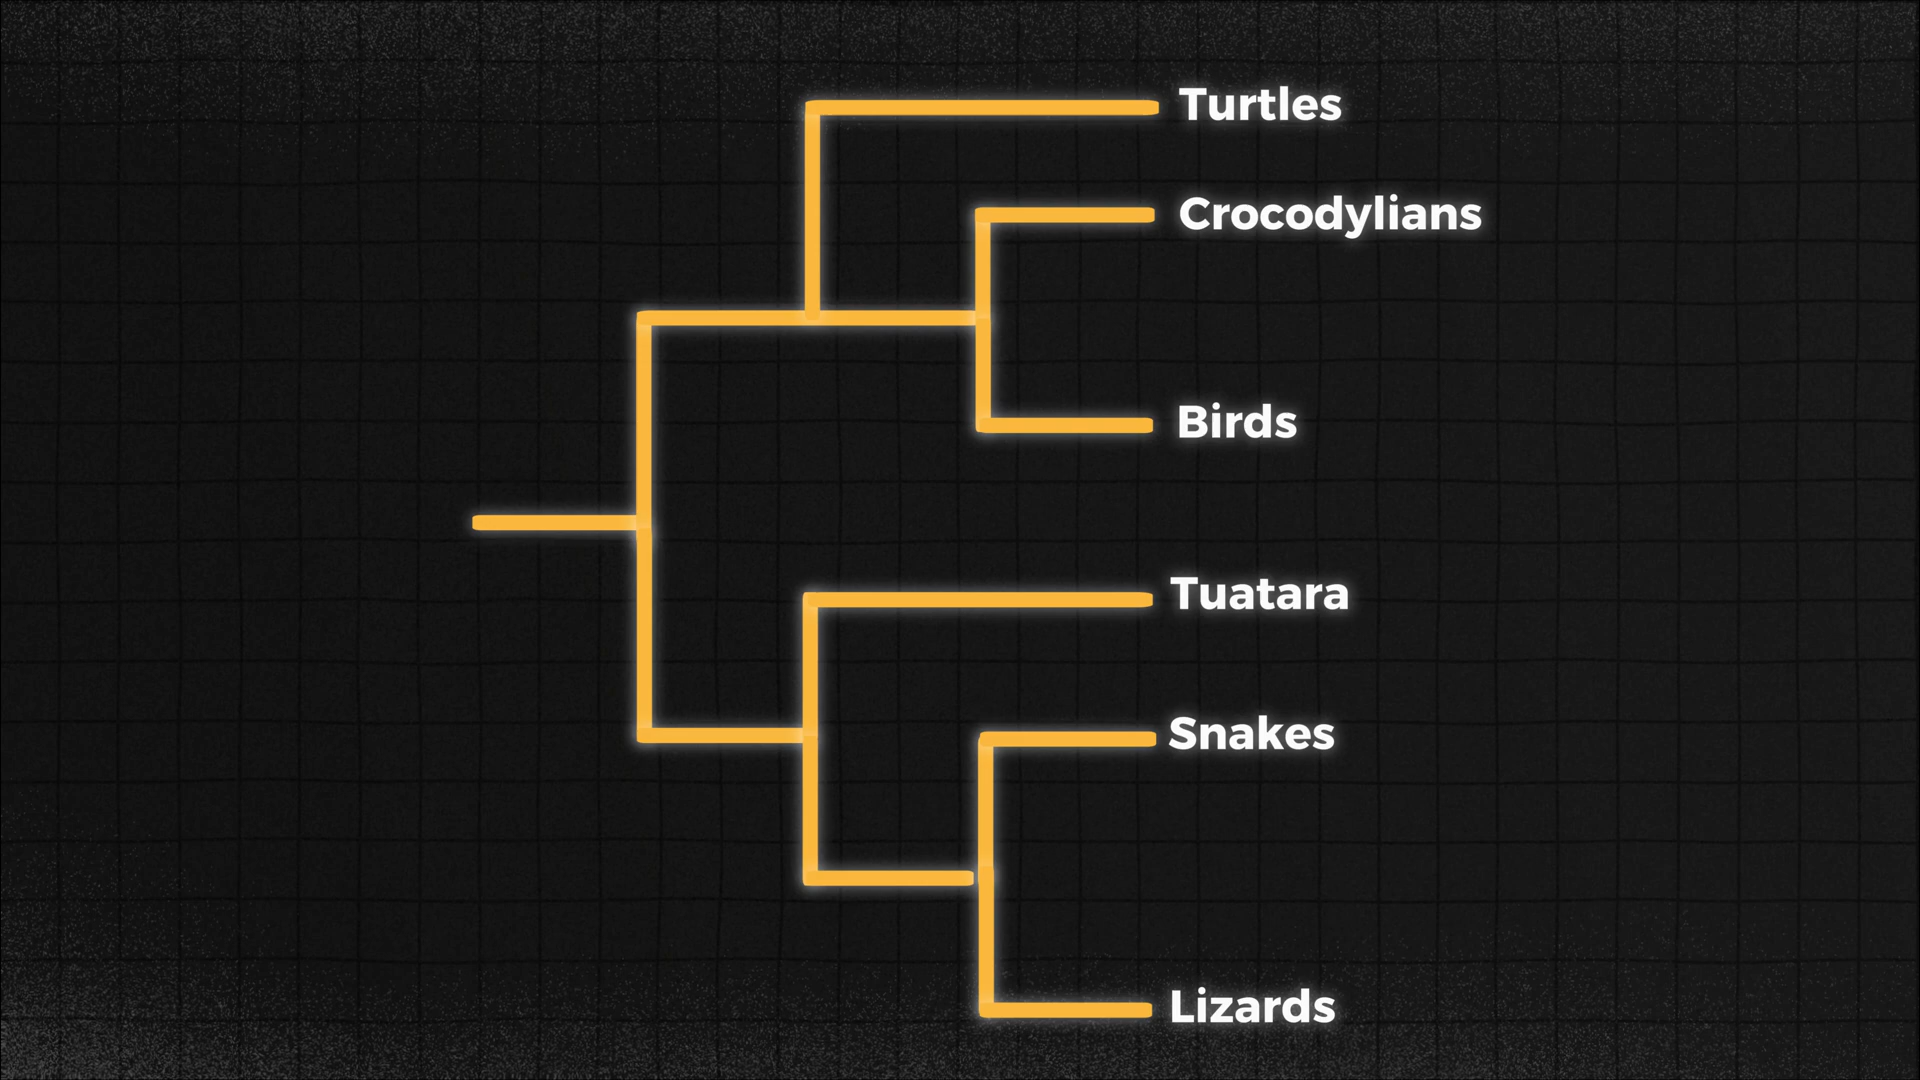 Turtles
Crocodylians
Birds
Tuatara
Snakes
Lizards